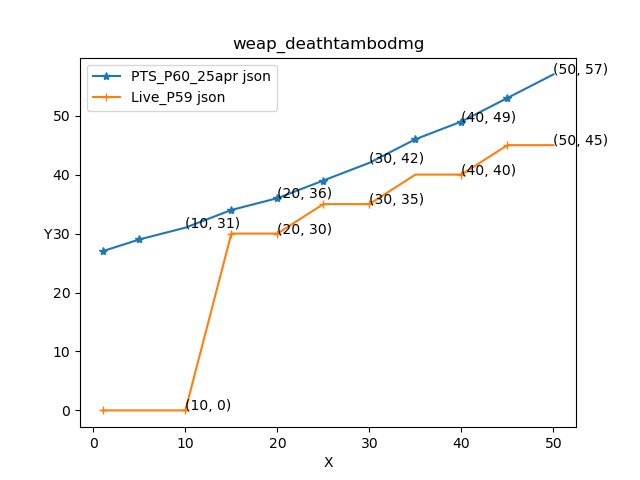 weap_deathtambodmg
PTS_P60_25apr json
Live_P59 json
(50, 57)
(40, 49)
(50, 45)
(30, 42)
(40, 40)
(20, 36)
(30, 35)
(10, 31)
(20, 30)
(10, 0)
Y
50
40
30
20
10
0
0 10 20 30 40 50
X